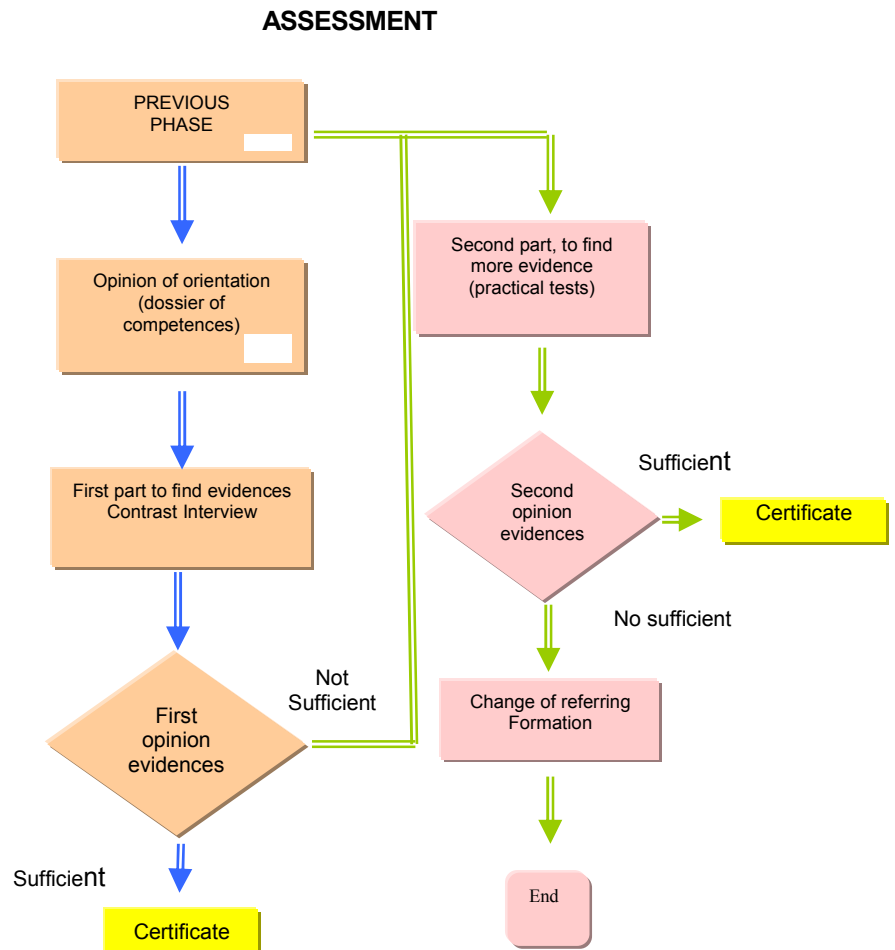 ASSESSMENT
PREVIOUS
PHASE
Opinion of orientation
(dossier of
competences)
First part to find evidences
Contrast Interview
First
opinion
evidences
Not
Sufficient
Sufficient
Certificate
Second part, to find
more evidence
(practical tests)
Second
opinion
evidences
Sufficient
Certificate
No sufficient
Change of referring
Formation
End